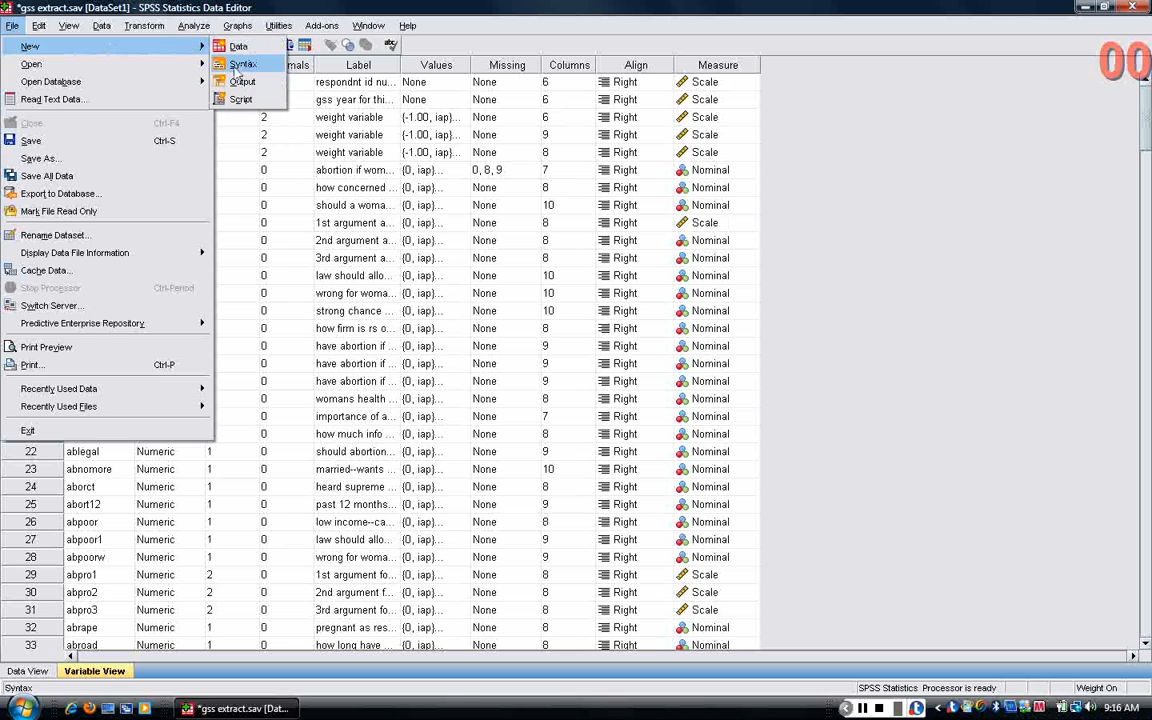 *gss extract.sav [DataSet1] - SPSS Statistics Data Editor
File Edit View Data Transform Analyze Graphs Utilities Add-ons Window Help
00
New
Open
Open Database
Read Text Data...
Close Ctrl-F4
Save Ctrl-S
Save As...
Save All Data
Export to Database...
Mark File Read Only
Rename Dataset...
Display Data File Information
Cache Data...
Stop Processor Ctrl-Period
Switch Server...
Predictive Enterprise Repository
Print Preview
Print... Ctrl-P
Recently Used Data
Recently Used Files
Exit
Data
Syntax
Output
Script
mals Label Values Missing Columns Align Measure
respondnt id nu... None None 6 Right Scale
gss year for thi... None None 6 Right Scale
2 weight variable {-1.00, iap}... None 6 Right Scale
2 weight variable {-1.00, iap}... None 9 Right Scale
2 weight variable {-1.00, iap}... None 8 Right Scale
0 abortion if wom... {0, iap}... 0, 8, 9 7 Right Nominal
0 how concerned {0, iap}... None 8 Right Nominal
0 should a woma... {0, iap}... None 10 Right Nominal
0 1st argument a... {0, iap}... None 8 Right Scale
0 2nd argument a... {0, iap}... None 8 Right Nominal
0 3rd argument a... {0, iap}... None 8 Right Nominal
0 law should allo... {0, iap}... None 10 Right Nominal
0 wrong for woma... {0, iap}... None 10 Right Nominal
0 strong chance {0, iap}... None 10 Right Nominal
0 how firm is rs o... {0, iap}... None 8 Right Nominal
0 have abortion if ... {0, iap}... None 9 Right Nominal
0 have abortion if ... {0, iap}... None 9 Right Nominal
0 have abortion if ... {0, iap}... None 9 Right Nominal
0 womans health {0, iap}... None 8 Right Nominal
0 importance of a... {0, iap}... None 7 Right Nominal
0 how much info {0, iap}... None 8 Right Nominal
22 ablegal Numeric 1 0 should abortion... {0, iap}... None 9 Right Nominal
23 abnomore Numeric 1 0 married--wants {0, iap}... None 10 Right Nominal
24 aborct Numeric 1 0 heard supreme {0, iap}... None 8 Right Nominal
25 abort12 Numeric 1 0 past 12 months... {0, iap}... None 9 Right Nominal
26 abpoor Numeric 1 0 low income--ca... {0, iap}... None 8 Right Nominal
27 abpoor1 Numeric 1 0 law should allo... {0, iap}... None 9 Right Nominal
28 abpoorw Numeric 1 0 wrong for woma... {0, iap}... None 9 Right Nominal
29 abpro1 Numeric 2 0 1st argument fo... {0, iap}... None 8 Right Scale
30 abpro2 Numeric 2 0 2nd argument f... {0, iap}... None 8 Right Scale
31 abpro3 Numeric 2 0 3rd argument fo... {0, iap}... None 8 Right Scale
32 abrape Numeric 1 0 pregnant as res... {0, iap}... None 8 Right Nominal
33 abroad Numeric 1 0 how long have ... {0, iap}... None 8 Right Nominal
Data View Variable View
Syntax SPSS Statistics Processor is ready Weight On
*gss extract.sav [Dat... 9:16 AM